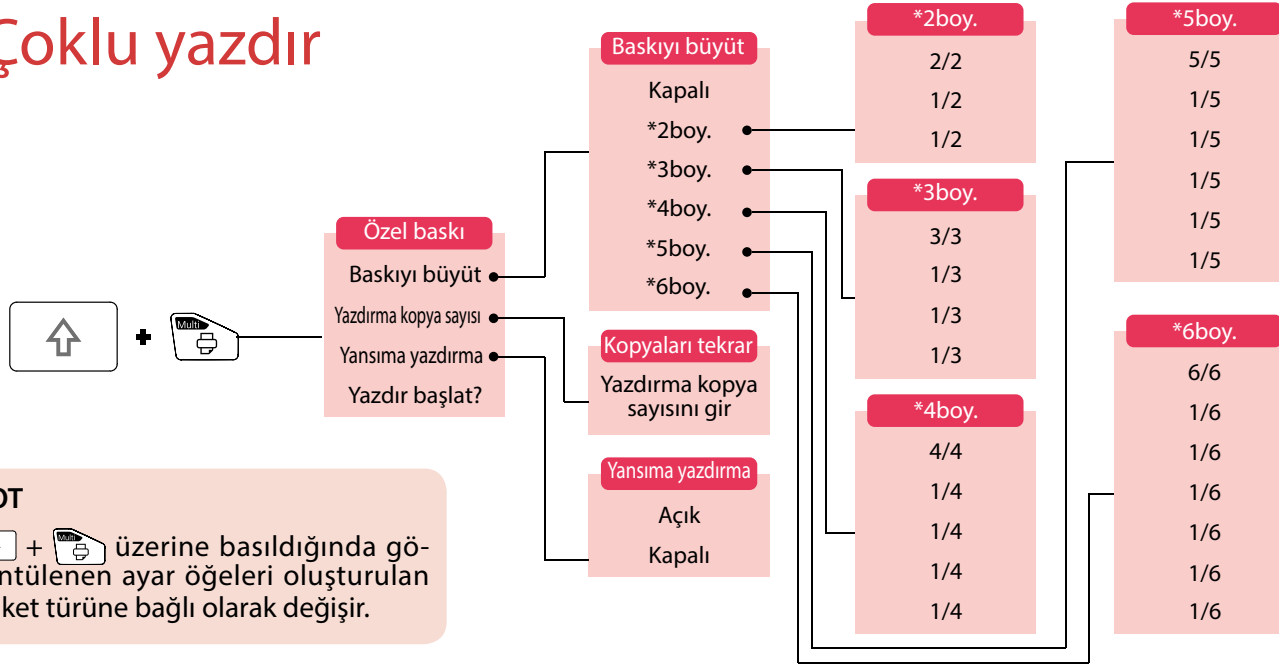 Çoklu yazdır
Multi
Özel baskı
Baskıyı büyüt
Yazdırma kopya sayısı
Yansıma yazdırma
Yazdır başlat?
Baskıyı büyüt
Kapalı
*2boy.
*3boy.
*4boy.
*5boy.
*6boy.
Kopyaları tekrar
Yazdırma kopya
sayısını gir
Yansıma yazdırma
Açık
Kapalı
*2boy.
2/2
1/2
1/2
*3boy.
3/3
1/3
1/3
1/3
*4boy.
4/4
1/4
1/4
1/4
1/4
*5boy.
5/5
1/5
1/5
1/5
1/5
1/5
*6boy.
6/6
1/6
1/6
1/6
1/6
1/6
1/6
OT
+ Multi üzerine basıldığında gö-
ntülenen ayar öğeleri oluşturulan
ket türüne bağlı olarak değişir.